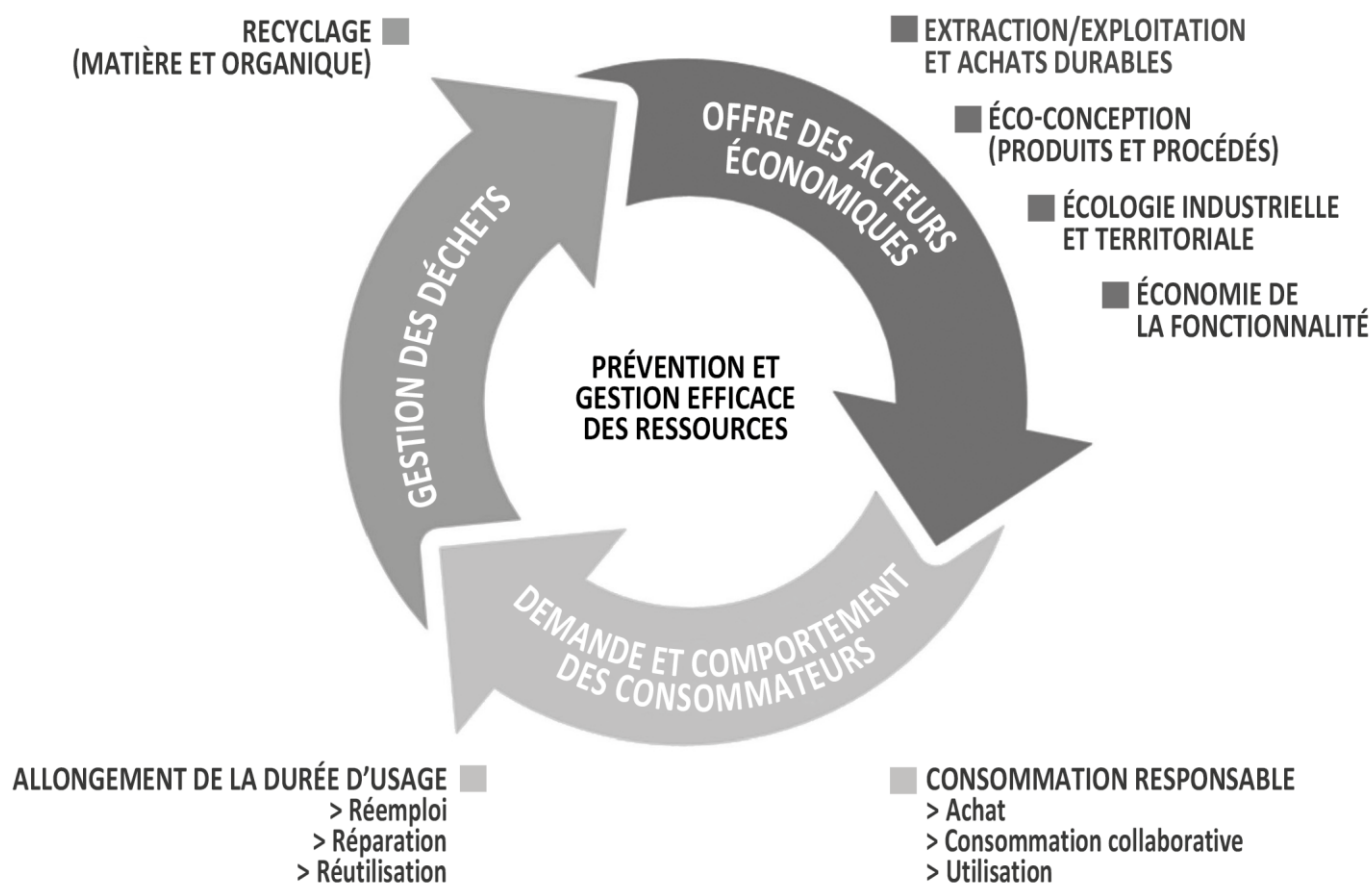 RECYCLAGE
(MATIÈRE ET ORGANIQUE)
EXTRACTION/EXPLOITATION
ET ACHATS DURABLES
ÉCO-CONCEPTION
(PRODUITS ET PROCÉDÉS)
ÉCOLOGIE INDUSTRIELLE
ET TERRITORIALE
ÉCONOMIE DE
LA FONCTIONNALITÉ
OFFRE DES ACTEURS
ÉCONOMIQUES
GESTION DES DÉCHETS
PRÉVENTION ET
GESTION EFFICACE
DES RESSOURCES
DEMANDE ET COMPORTEMENT
DES CONSOMMATEURS
ALLONGEMENT DE LA DURÉE D'USAGE
> Réemploi
> Réparation
> Réutilisation
CONSOMMATION RESPONSABLE
> Achat
> Consommation collaborative
> Utilisation